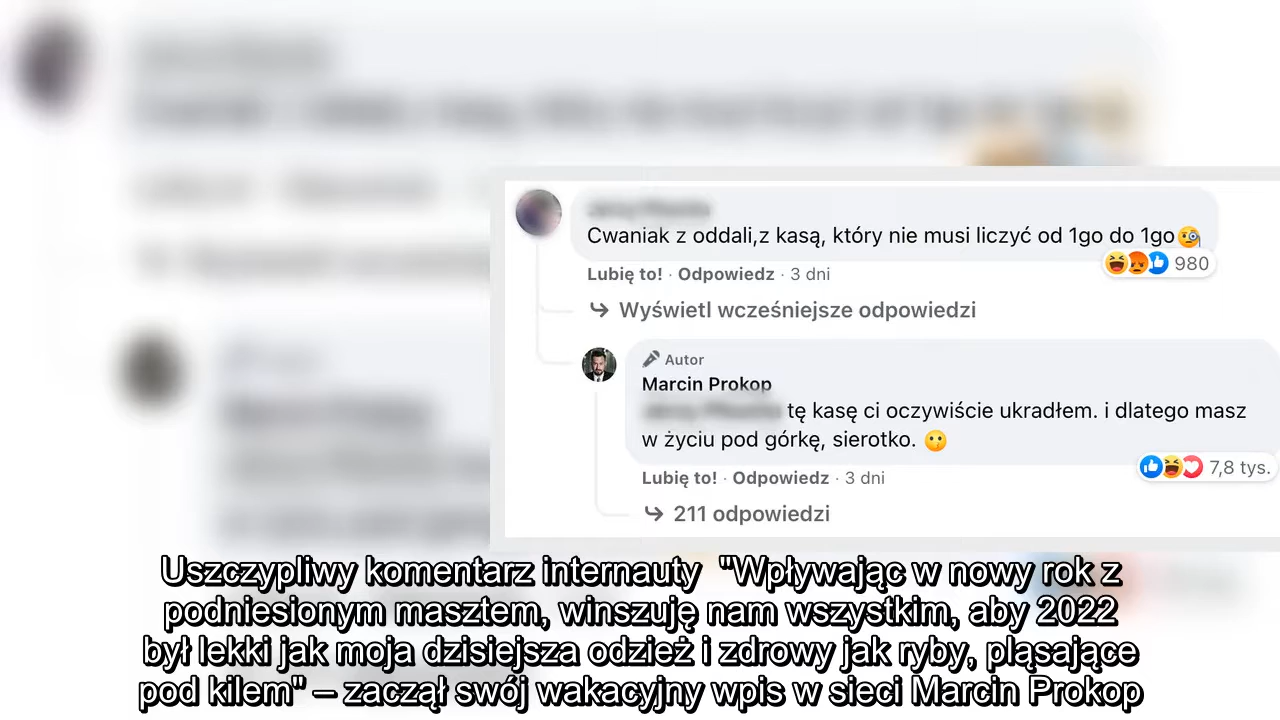 Cwaniak z oddali,z kasą, który nie musi liczyć od 1go do 1go🧐
980
Lubię to! · Odpowiedz · 3 dni
Wyświetl wcześniejsze odpowiedzi
Autor
Marcin Prokop
tę kasę ci oczywiście ukradłem. i dlatego masz
w życiu pod górkę, sierotko. 😗
7,8 tys.
Lubię to! · Odpowiedz · 3 dni
211 odpowiedzi
Uszczypliwy komentarz internauty "Wpływając w nowy rok z
podniesionym masztem, winszuję nam wszystkim, aby 2022
był lekki jak moja dzisiejsza odzież i zdrowy jak ryby, pląsające
pod kilem" – zaczął swój wakacyjny wpis w sieci Marcin Prokop